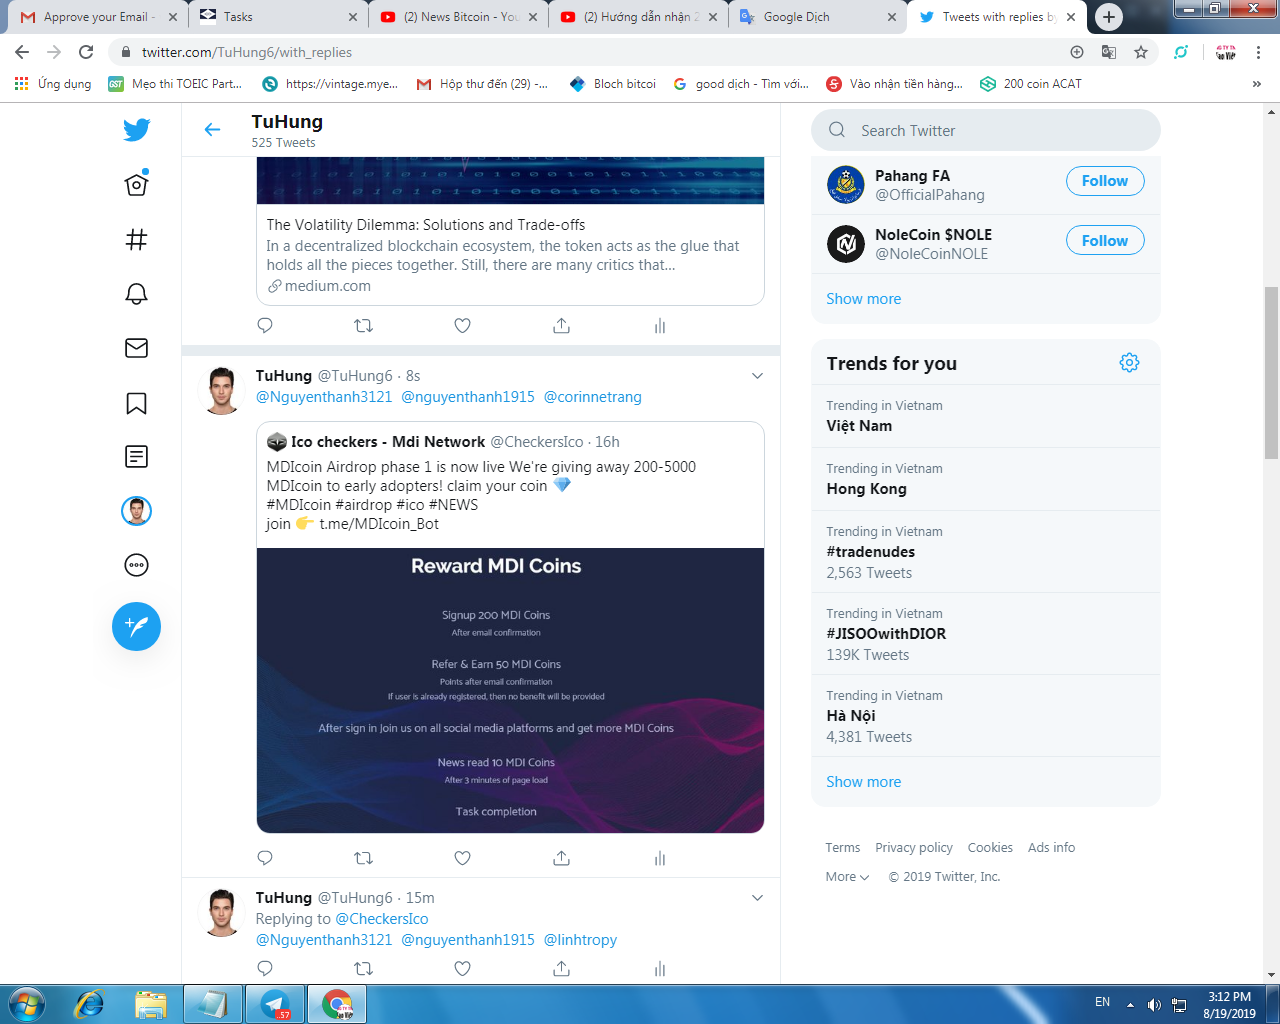 Approve your Email -
Tasks
(2) News Bitcoin - You
(2) Hướng dẫn nhận 2
Google Dịch
Tweets with replies by
twitter.com/TuHung6/with_replies
Ứng dụng
GST
Mẹo thi TOEIC Part...
https://vintage.mye...
Hộp thư đến (29) -...
Bloch bitcoi
good dịch - Tìm với...
Vào nhận tiền hàng...
200 coin ACAT
»
TuHung
525 Tweets
The Volatility Dilemma: Solutions and Trade-offs
In a decentralized blockchain ecosystem, the token acts as the glue that
holds all the pieces together. Still, there are many critics that...
medium.com
TuHung @TuHung6 · 8s
@Nguyenthanh3121 @nguyenthanh1915 @corinnetrang
Ico checkers - Mdi Network @CheckersIco · 16h
MDIcoin Airdrop phase 1 is now live We're giving away 200-5000
MDIcoin to early adopters! claim your coin 💎
#MDIcoin #airdrop #ico #NEWS
join 👉 t.me/MDIcoin_Bot
Reward MDI Coins
Signup 200 MDI Coins
After email confirmation
Refer & Earn 50 MDI Coins
Points after email confirmation
If user is already registered, then no benefit will be provided
After sign in Join us on all social media platforms and get more MDI Coins
News read 10 MDI Coins
After 3 minutes of page load
Task completion
TuHung @TuHung6 · 15m
Replying to @CheckersIco
@Nguyenthanh3121 @nguyenthanh1915 @linhtropy
Search Twitter
Pahang FA
@OfficialPahang
Follow
NoleCoin $NOLE
@NoleCoinNOLE
Follow
Show more
Trends for you
Trending in Vietnam
Việt Nam
Trending in Vietnam
Hong Kong
Trending in Vietnam
#tradenudes
2,563 Tweets
Trending in Vietnam
#JISOOwithDIOR
139K Tweets
Trending in Vietnam
Hà Nội
4,381 Tweets
Show more
Terms Privacy policy Cookies Ads info
More © 2019 Twitter, Inc.
57
EN
3:12 PM
8/19/2019